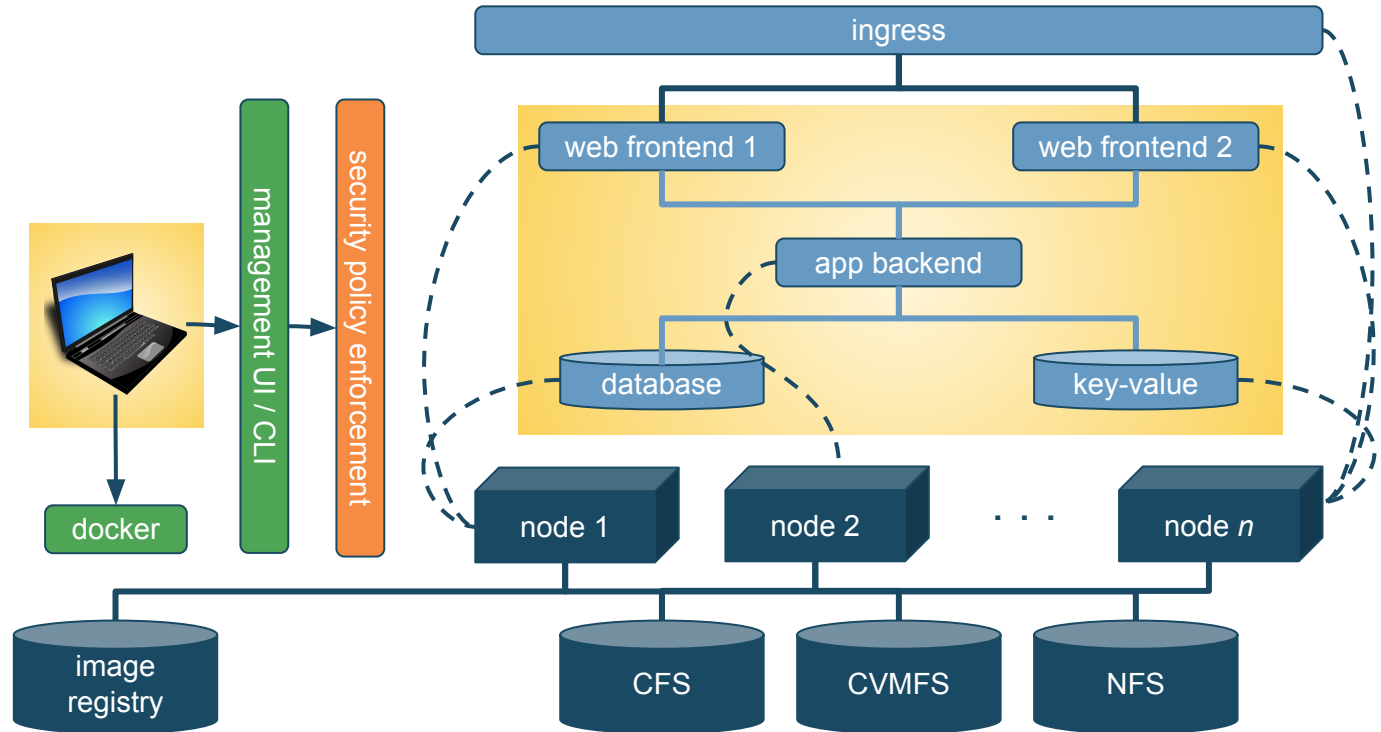 ingress
web frontend 1
web frontend 2
management UI / CLI
security policy enforcement
app backend
database
key-value
docker
node 1
node 2
. . .
node n
image
registry
CFS
CVMFS
NFS